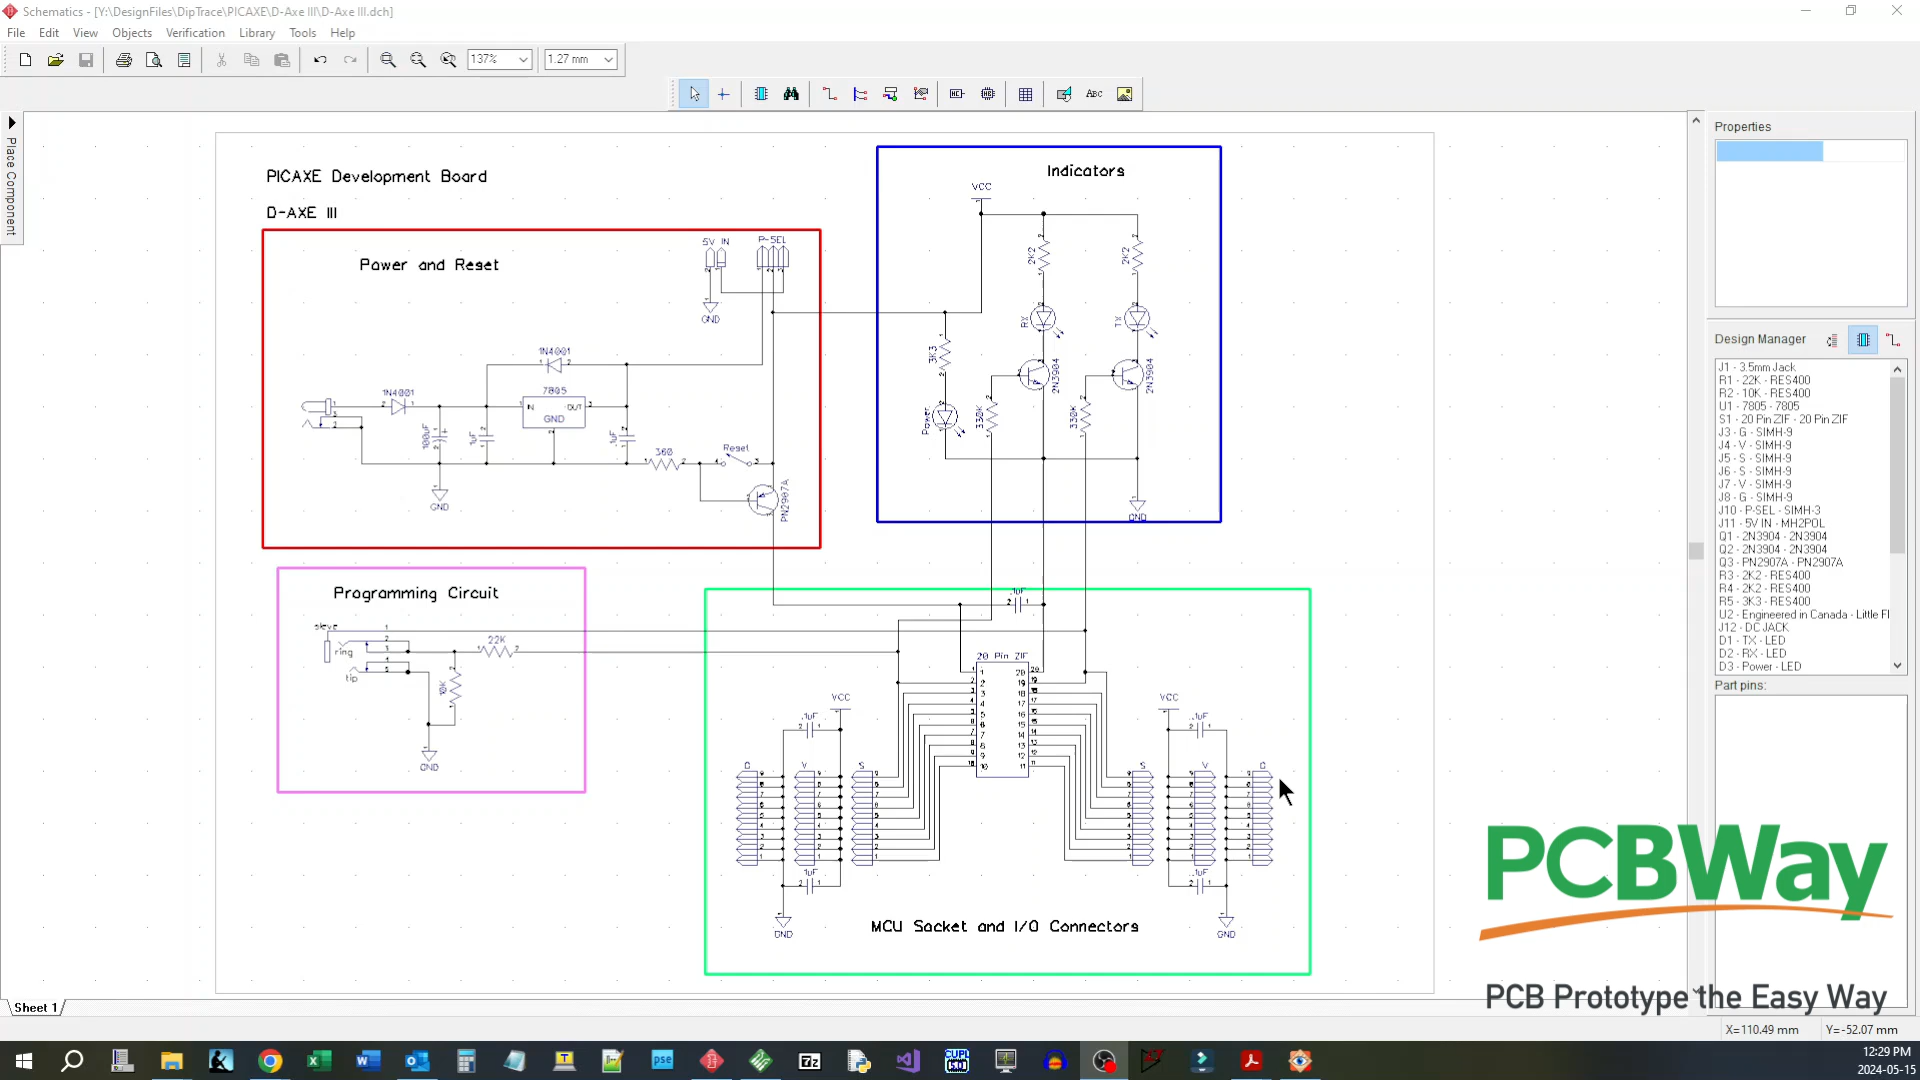 Schematics - [Y:\DesignFiles\DipTrace\PICAXE\D-Axe III\D-Axe III.dch]
File Edit View Objects Verification Library Tools Help
137% 1.27 mm
ABC
Place Component
PICAXE Development Board
D-AXE III
Power and Reset
5V IN
P-SEL
GND
1N4001
1N4001
7805
IN OUT
GND
100uF
.1uF
.1uF
360
Reset
GND
PN2907A
Indicators
VCC
2K2
2K2
RX
TX
3K3
2N3904
2N3904
Power
330K
330K
GND
Programming Circuit
sleve
ring
tip
22K
10K
GND
.1uF
20 Pin ZIF
VCC
VCC
.1uF
.1uF
G V S
S V G
.1uF
.1uF
GND
GND
MCU Socket and I/O Connectors
Properties
Design Manager
J1 - 3.5mm Jack
R1 - 22K - RES400
R2 - 10K - RES400
U1 - 7805 - 7805
S1 - 20 Pin ZIF - 20 Pin ZIF
J3 - G - SIMH-9
J4 - V - SIMH-9
J5 - S - SIMH-9
J6 - S - SIMH-9
J7 - V - SIMH-9
J8 - G - SIMH-9
J10 - P-SEL - SIMH-3
J11 - 5V IN - MH2POL
Q1 - 2N3904 - 2N3904
Q2 - 2N3904 - 2N3904
Q3 - PN2907A - PN2907A
R3 - 2K2 - RES400
R4 - 2K2 - RES400
R5 - 3K3 - RES400
U2 - Engineered in Canada - Little Fl
J12 - DC JACK
D1 - TX - LED
D2 - RX - LED
D3 - Power - LED
Part pins:
PCBWay
PCB Prototype the Easy Way
Sheet 1
X=110.49 mm Y=-52.07 mm
12:29 PM
2024-05-15